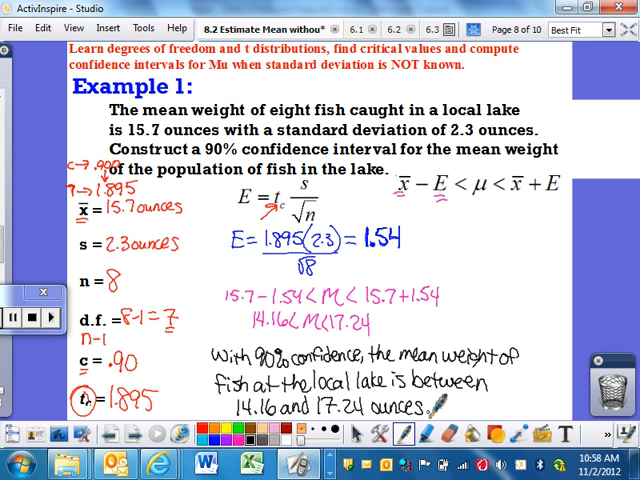 ActivInspire - Studio
File Edit View Insert Tools Help
8.2 Estimate Mean withou* 6.1 6.2 6.3 Page 8 of 10 Best Fit
Learn degrees of freedom and t distributions, find critical values and compute
confidence intervals for Mu when standard deviation is NOT known.
Example 1:
The mean weight of eight fish caught in a local lake
is 15.7 ounces with a standard deviation of 2.3 ounces.
Construct a 90% confidence interval for the mean weight
of the population of fish in the lake.
c→.900
7→1.895
E = t_c s/√n
x̄ − E < μ < x̄ + E
x̄ = 15.7 ounces
E = 1.895(2.3)/√8 = 1.54
s = 2.3 ounces
n = 8
15.7 − 1.54 < M < 15.7 + 1.54
14.16 < M < 17.24
d.f. = 8-1 = 7
n-1
c = .90
t_c = 1.895
With 90% confidence, the mean weight of
fish at the local lake is between
14.16 and 17.24 ounces.
10:58 AM
11/2/2012